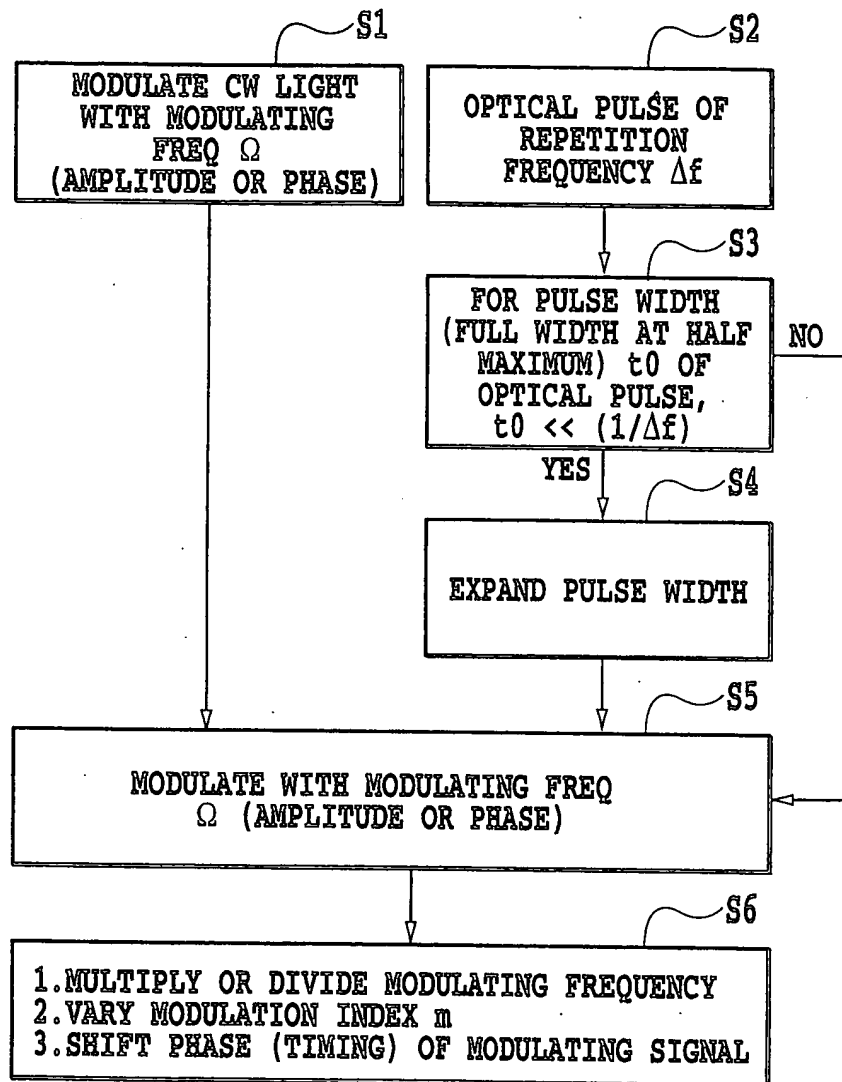 S1
MODULATE CW LIGHT
WITH MODULATING
FREQ Ω
(AMPLITUDE OR PHASE)
S2
OPTICAL PULSE OF
REPETITION
FREQUENCY Δf
S3
FOR PULSE WIDTH
(FULL WIDTH AT HALF
MAXIMUM) t0 OF
OPTICAL PULSE,
t0 << (1/Δf)
NO
YES
S4
EXPAND PULSE WIDTH
S5
MODULATE WITH MODULATING FREQ
Ω (AMPLITUDE OR PHASE)
S6
1.MULTIPLY OR DIVIDE MODULATING FREQUENCY
2.VARY MODULATION INDEX m
3.SHIFT PHASE (TIMING) OF MODULATING SIGNAL